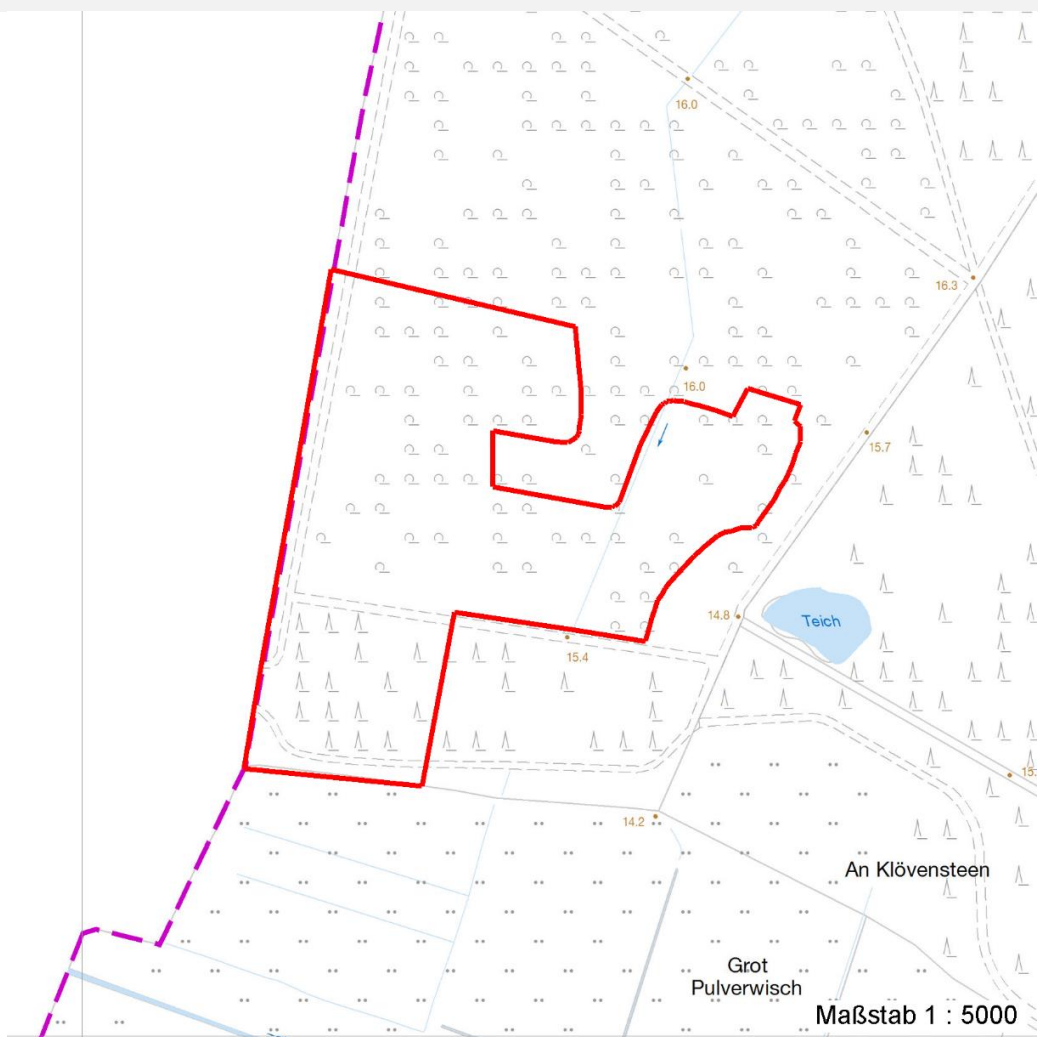 16.0
16.3
16.0
15.7
14.8
Teich
15.4
15.
14.2
An Klövensteen
Grot
Pulverwisch
Maßstab 1 : 5000